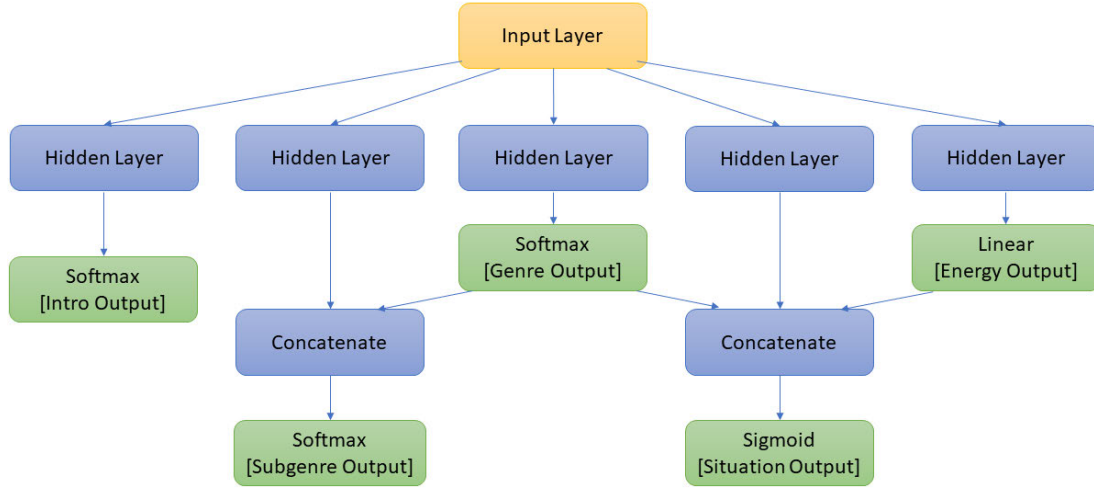 Input Layer
Hidden Layer
Hidden Layer
Hidden Layer
Hidden Layer
Hidden Layer
Softmax
[Intro Output]
Softmax
[Genre Output]
Linear
[Energy Output]
Concatenate
Concatenate
Softmax
[Subgenre Output]
Sigmoid
[Situation Output]